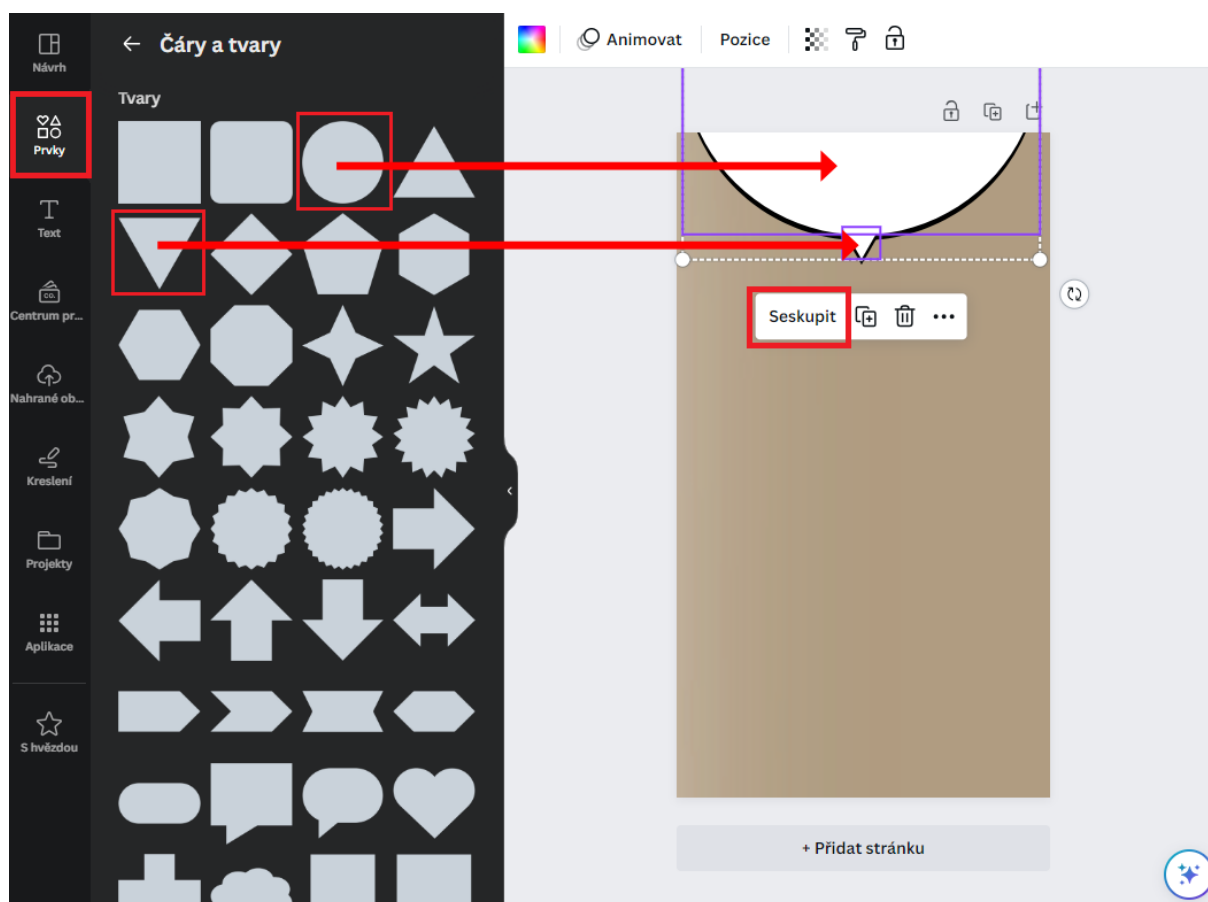 Návrh
Prvky
Text
CO.
Centrum pr...
Nahrané ob...
Kreslení
Projekty
Aplikace
S hvězdou
Čáry a tvary
Tvary
Animovat
Pozice
Seskupit
+ Přidat stránku